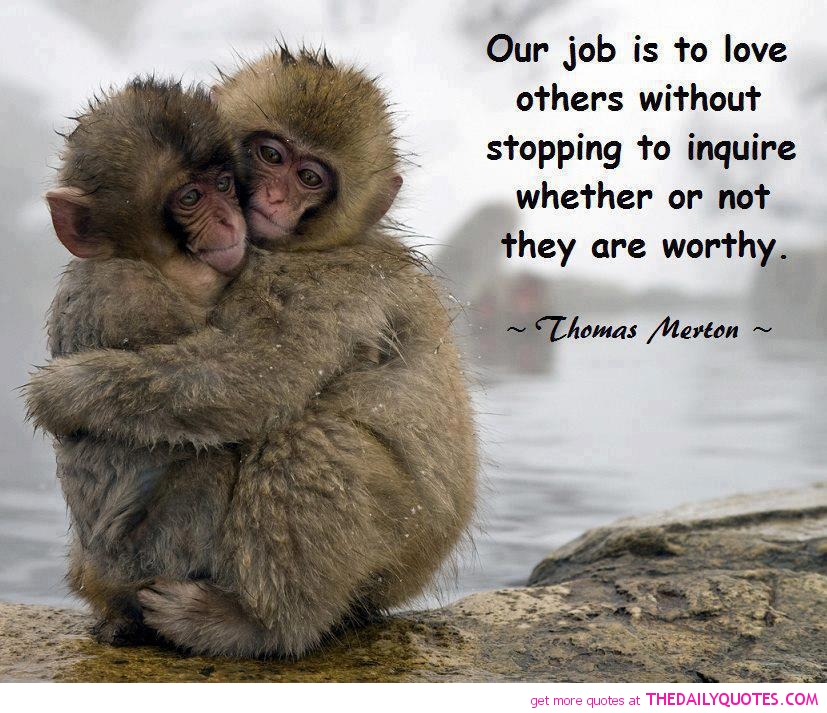 Our job is to love
others without
stopping to inquire
whether or not
they are worthy.
~ Thomas Merton ~
get more quotes at THEDAILYQUOTES.COM